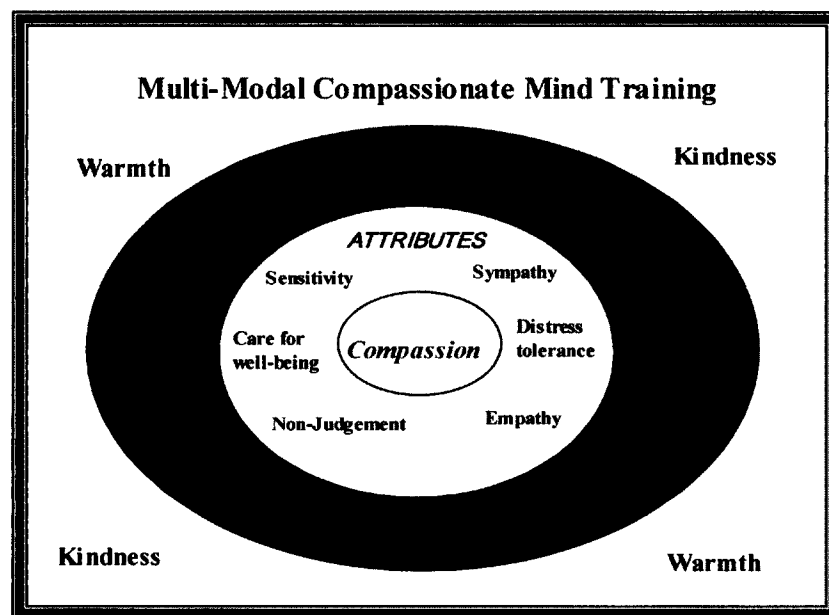 Multi-Modal Compassionate Mind Training
Warmth
Kindness
ATTRIBUTES
Sensitivity
Sympathy
Care for
well-being
Compassion
Distress
tolerance
Non-Judgement
Empathy
Kindness
Warmth